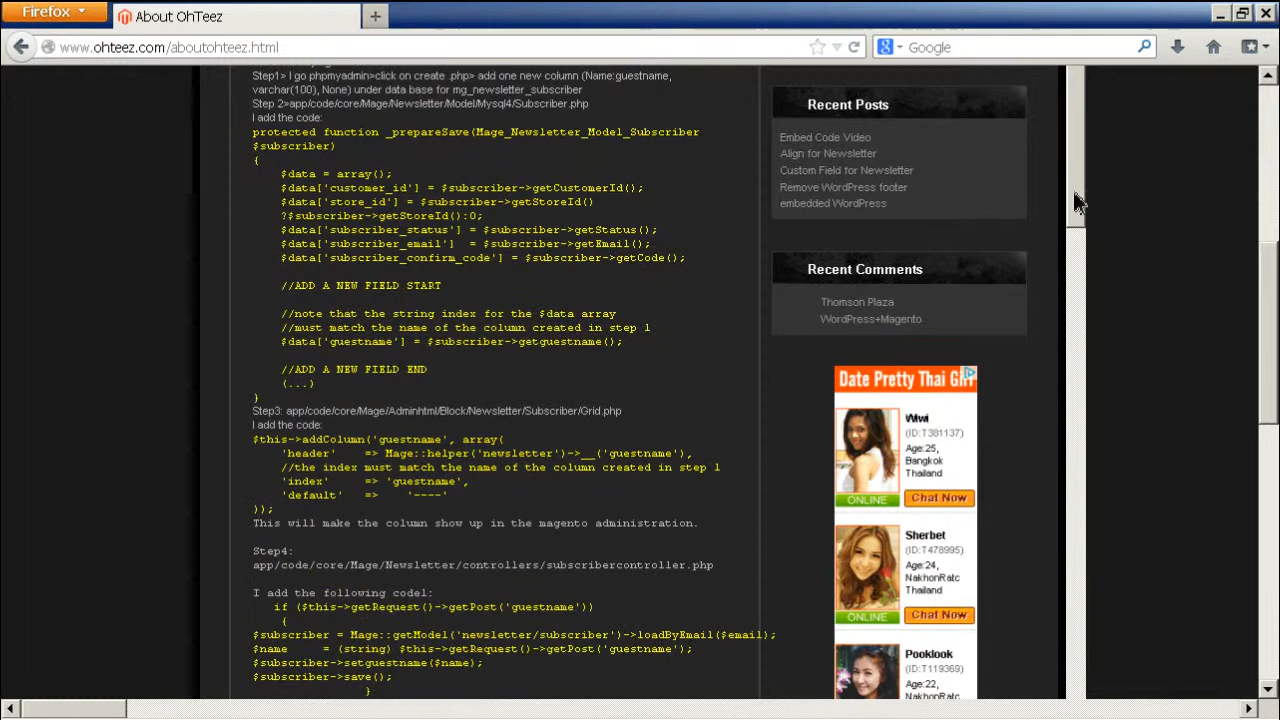 Firefox
About OhTeez
www.ohteez.com/aboutohteez.html
Google
Step1> I go phpmyadmin>click on create .php> add one new column (Name:guestname,
varchar(100), None) under data base for mg_newsletter_subscriber
Step 2>app/code/core/Mage/Newsletter/Model/Mysql4/Subscriber.php
I add the code:
protected function _prepareSave(Mage_Newsletter_Model_Subscriber
$subscriber)
{
$data = array();
$data['customer_id'] = $subscriber->getCustomerId();
$data['store_id'] = $subscriber->getStoreId()
?$subscriber->getStoreId():0;
$data['subscriber_status'] = $subscriber->getStatus();
$data['subscriber_email']  = $subscriber->getEmail();
$data['subscriber_confirm_code'] = $subscriber->getCode();
//ADD A NEW FIELD START
//note that the string index for the $data array
//must match the name of the column created in step 1
$data['guestname'] = $subscriber->getguestname();
//ADD A NEW FIELD END
(...)
}
Step3: app/code/core/Mage/Adminhtml/Block/Newsletter/Subscriber/Grid.php
I add the code:
$this->addColumn('guestname', array(
'header'    => Mage::helper('newsletter')->__('guestname'),
//the index must match the name of the column created in step 1
'index'     => 'guestname',
'default'   =>     '----'
));
This will make the column show up in the magento administration.
Step4:
app/code/core/Mage/Newsletter/controllers/subscribercontroller.php
I add the following codel:
if ($this->getRequest()->getPost('guestname'))
{
$subscriber = Mage::getModel('newsletter/subscriber')->loadByEmail($email);
$name     = (string) $this->getRequest()->getPost('guestname');
$subscriber->setguestname($name);
$subscriber->save();
}
Recent Posts
Embed Code Video
Align for Newsletter
Custom Field for Newsletter
Remove WordPress footer
embedded WordPress
Recent Comments
Thomson Plaza
WordPress+Magento
Date Pretty Thai
Wiwi
(ID:T381137)
Age:25,
Bangkok
Thailand
ONLINE
Chat Now
Sherbet
(ID:T478995)
Age:24,
NakhonRatc
Thailand
ONLINE
Chat Now
Pooklook
(ID:T119369)
Age:22,
NakhonRatc